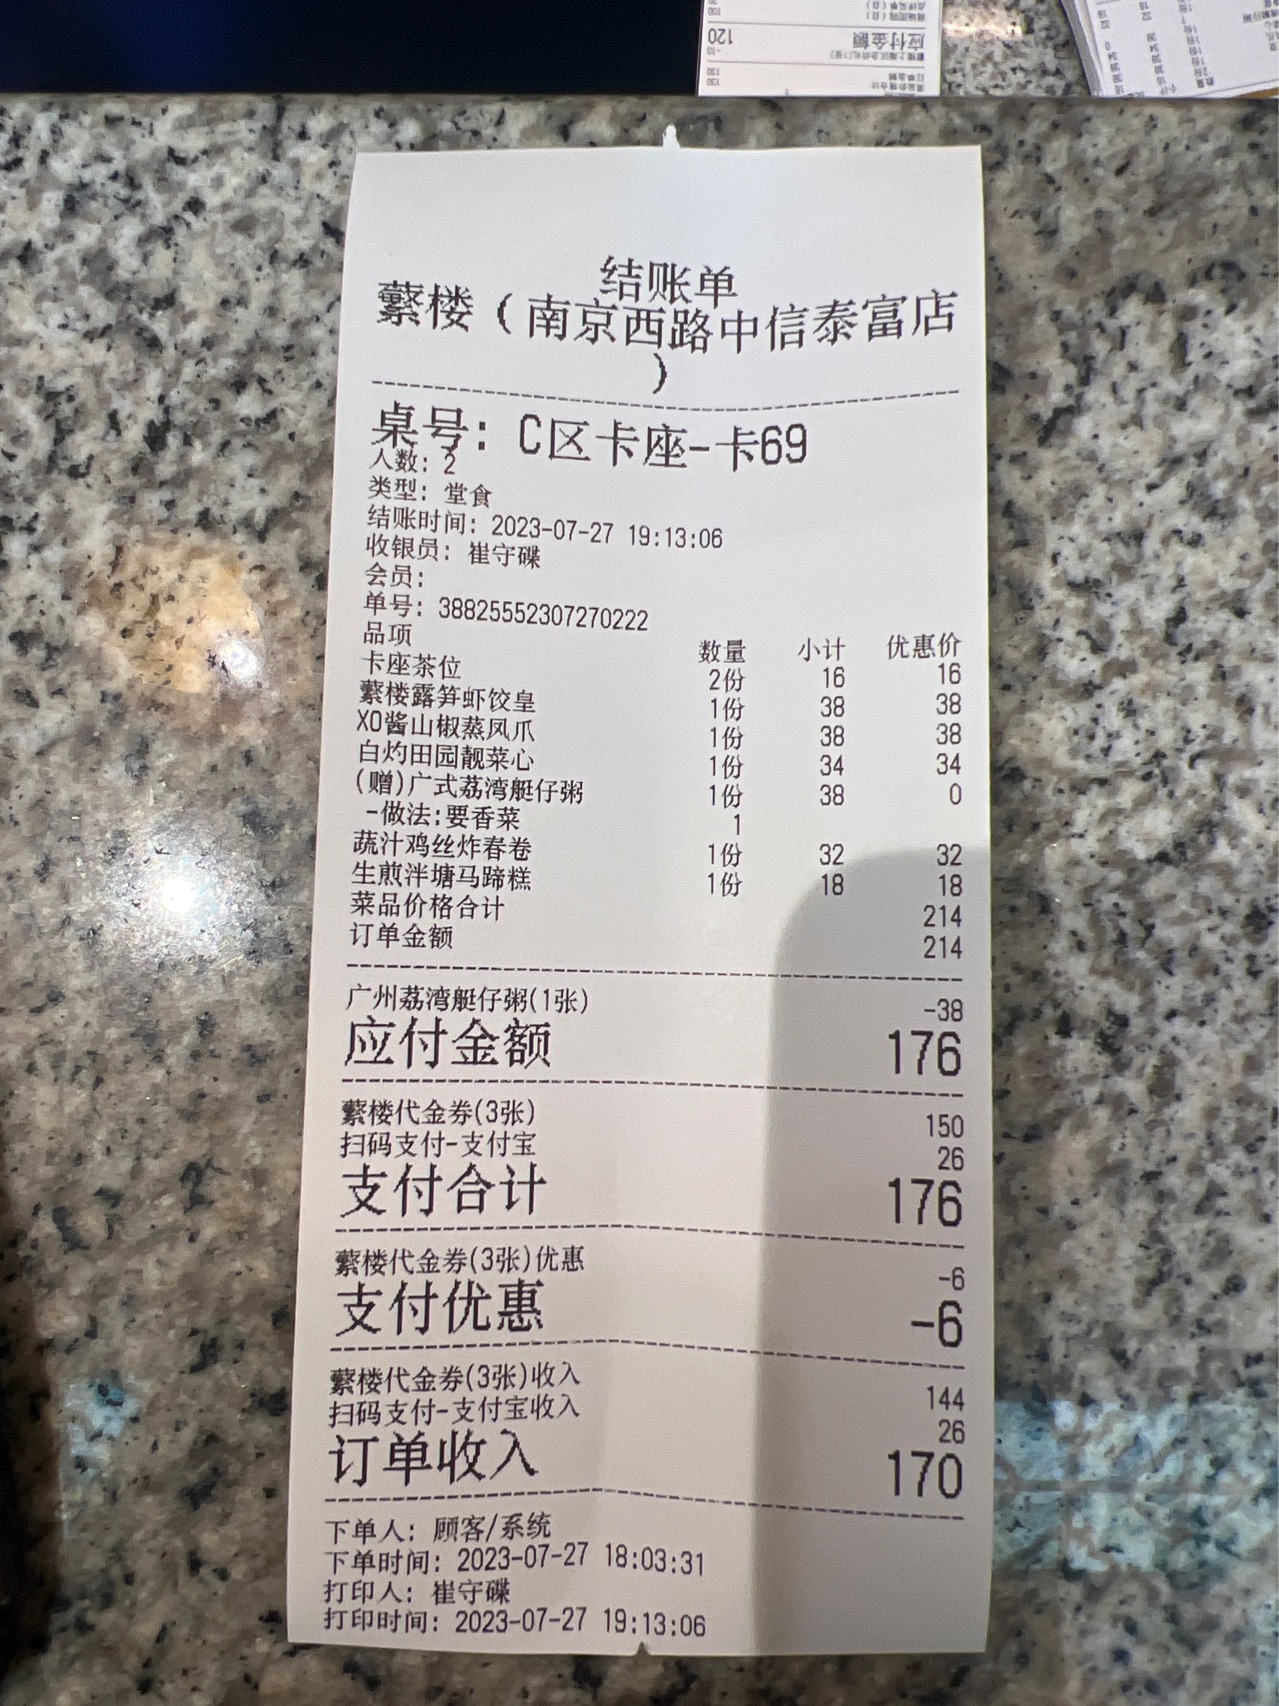 应付金额
120
结账单
蘩楼（南京西路中信泰富店
）
桌号：C区卡座-卡69
人数：2
类型：堂食
结账时间：2023-07-27 19:13:06
收银员：崔守碟
会员：
单号：38825552307270222
品项 数量 小计 优惠价
卡座茶位 2份 16 16
蘩楼露笋虾饺皇 1份 38 38
XO酱山椒蒸凤爪 1份 38 38
白灼田园靓菜心 1份 34 34
(赠)广式荔湾艇仔粥 1份 38 0
-做法:要香菜 1
蔬汁鸡丝炸春卷 1份 32 32
生煎泮塘马蹄糕 1份 18 18
菜品价格合计 214
订单金额 214
广州荔湾艇仔粥(1张) -38
应付金额 176
蘩楼代金券(3张) 150
扫码支付-支付宝 26
支付合计 176
蘩楼代金券(3张)优惠 -6
支付优惠 -6
蘩楼代金券(3张)收入 144
扫码支付-支付宝收入 26
订单收入 170
下单人：顾客/系统
下单时间：2023-07-27 18:03:31
打印人：崔守碟
打印时间：2023-07-27 19:13:06